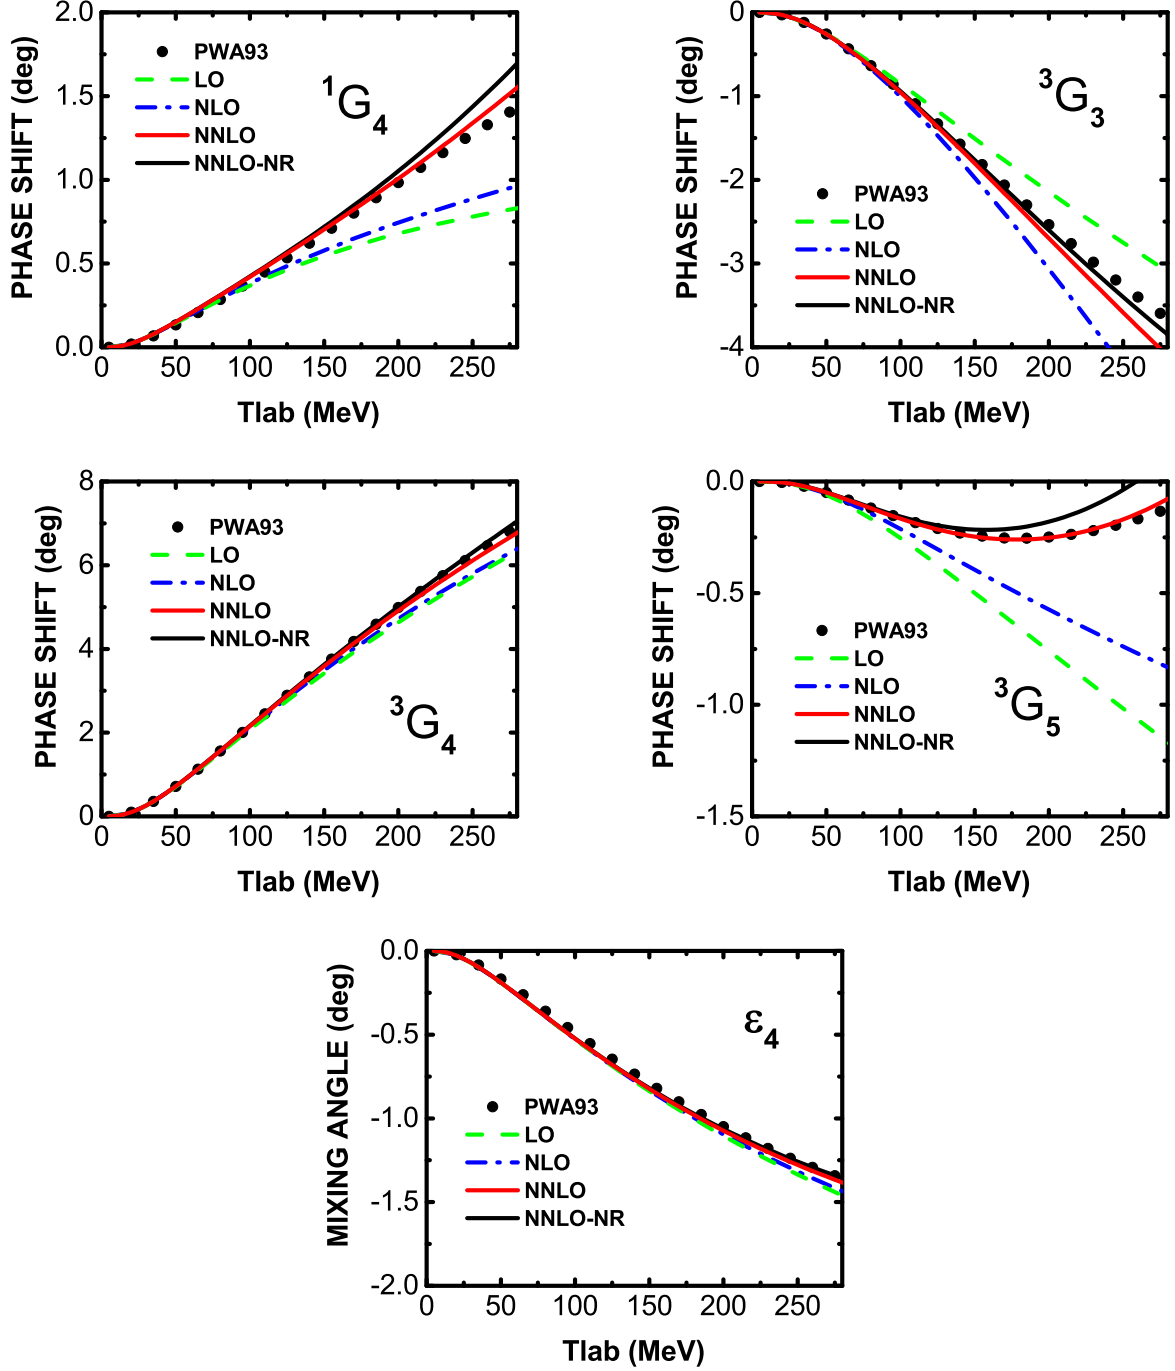 2.0
1.5
1.0
0.5
0.0
PHASE SHIFT (deg)
PWA93
LO
NLO
NNLO
NNLO-NR
¹G₄
0 50 100 150 200 250
Tlab (MeV)
0
-1
-2
-3
-4
PHASE SHIFT (deg)
³G₃
PWA93
LO
NLO
NNLO
NNLO-NR
0 50 100 150 200 250
Tlab (MeV)
8
6
4
2
0
PHASE SHIFT (deg)
PWA93
LO
NLO
NNLO
NNLO-NR
³G₄
0 50 100 150 200 250
Tlab (MeV)
0.0
-0.5
-1.0
-1.5
PHASE SHIFT (deg)
PWA93
LO
NLO
NNLO
NNLO-NR
³G₅
0 50 100 150 200 250
Tlab (MeV)
0.0
-0.5
-1.0
-1.5
-2.0
MIXING ANGLE (deg)
ε₄
PWA93
LO
NLO
NNLO
NNLO-NR
0 50 100 150 200 250
Tlab (MeV)